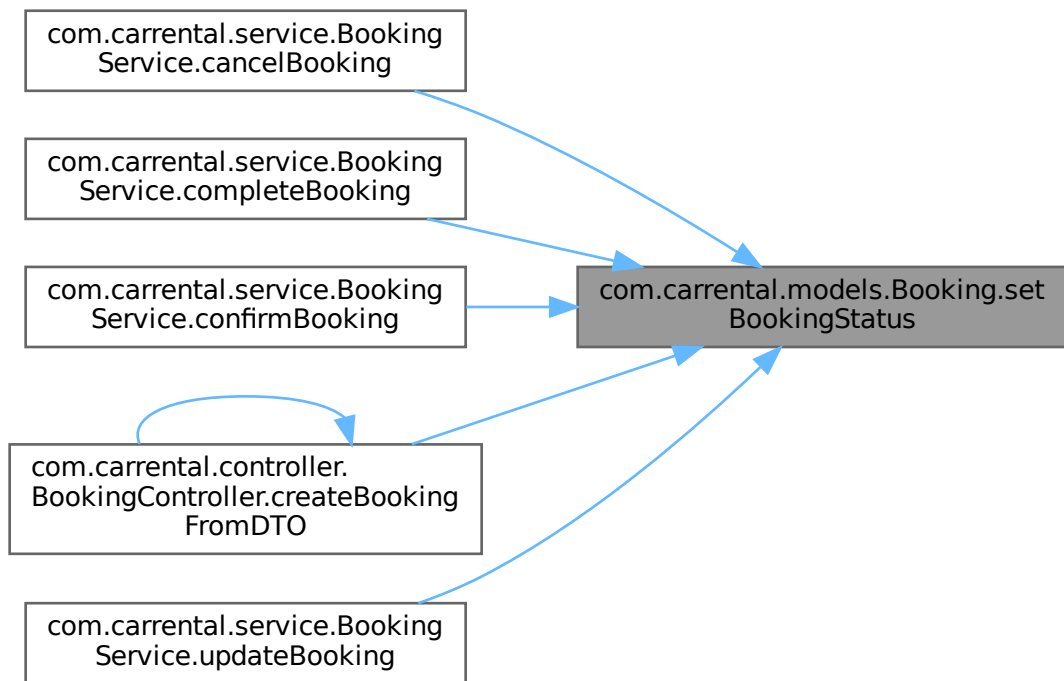 com.carrental.service.Booking
Service.cancelBooking
com.carrental.service.Booking
Service.completeBooking
com.carrental.service.Booking
Service.confirmBooking
com.carrental.controller.
BookingController.createBooking
FromDTO
com.carrental.service.Booking
Service.updateBooking
com.carrental.models.Booking.set
BookingStatus